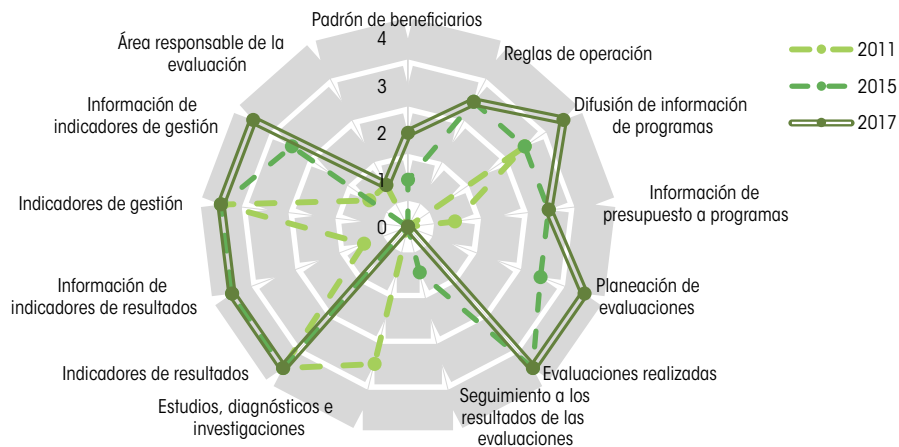 Padrón de beneficiarios
Reglas de operación
Difusión de información
de programas
Información de
presupuesto a programas
Planeación de
evaluaciones
Evaluaciones realizadas
Seguimiento a los
resultados de las
evaluaciones
Estudios, diagnósticos e
investigaciones
Indicadores de resultados
Información de
indicadores de resultados
Indicadores de gestión
Información de
indicadores de gestión
Área responsable de la
evaluación
4
3
2
1
0
2011
2015
2017